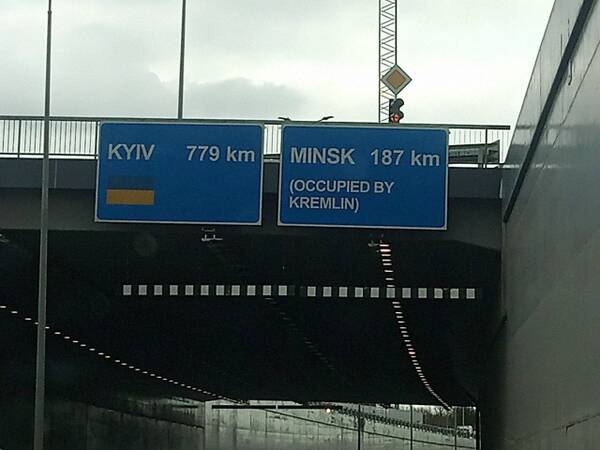 KYIV 779 km
MINSK 187 km
(OCCUPIED BY
KREMLIN)